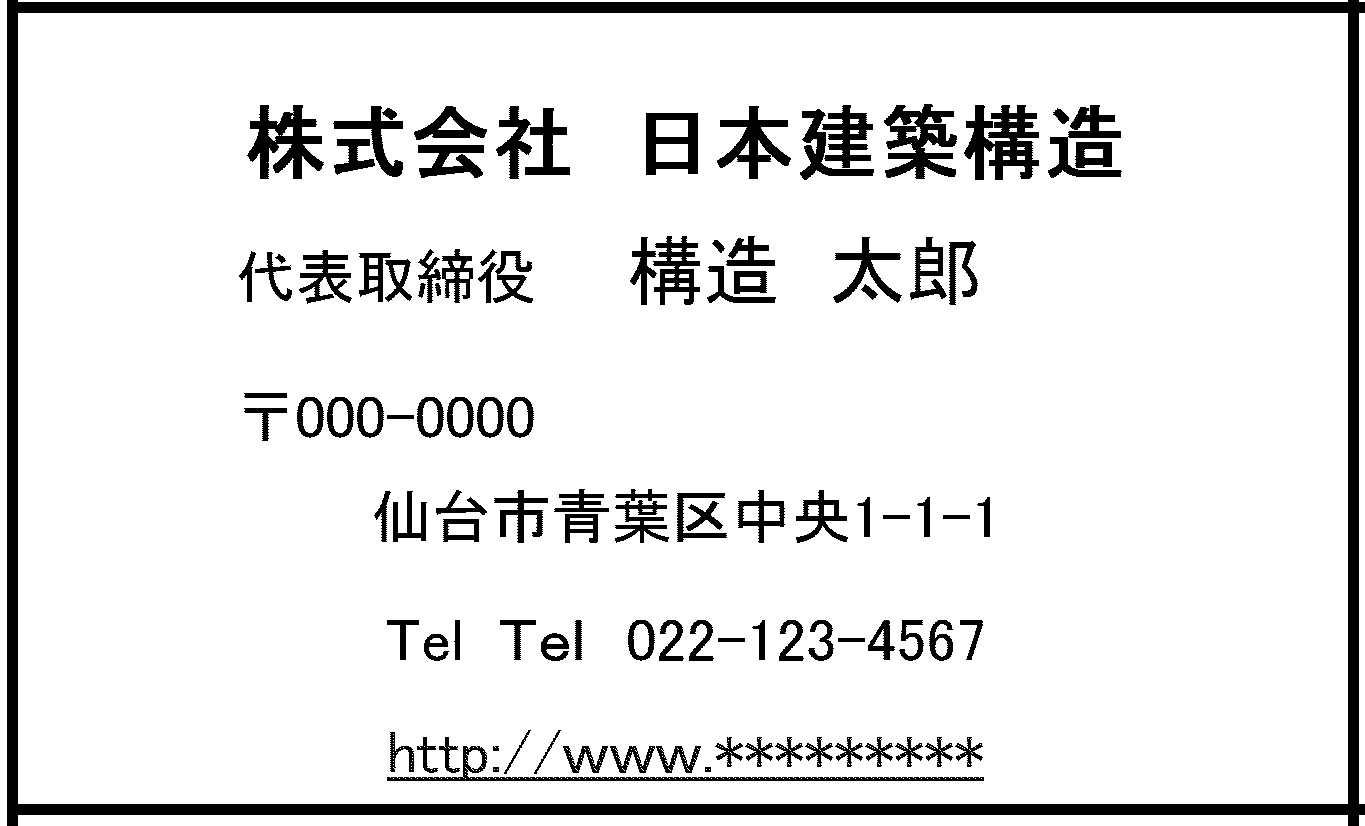 株式会社　日本建築構造
代表取締役　構造　太郎
〒000-0000
仙台市青葉区中央1-1-1
Tel　Tel　022-123-4567
http://www.*********